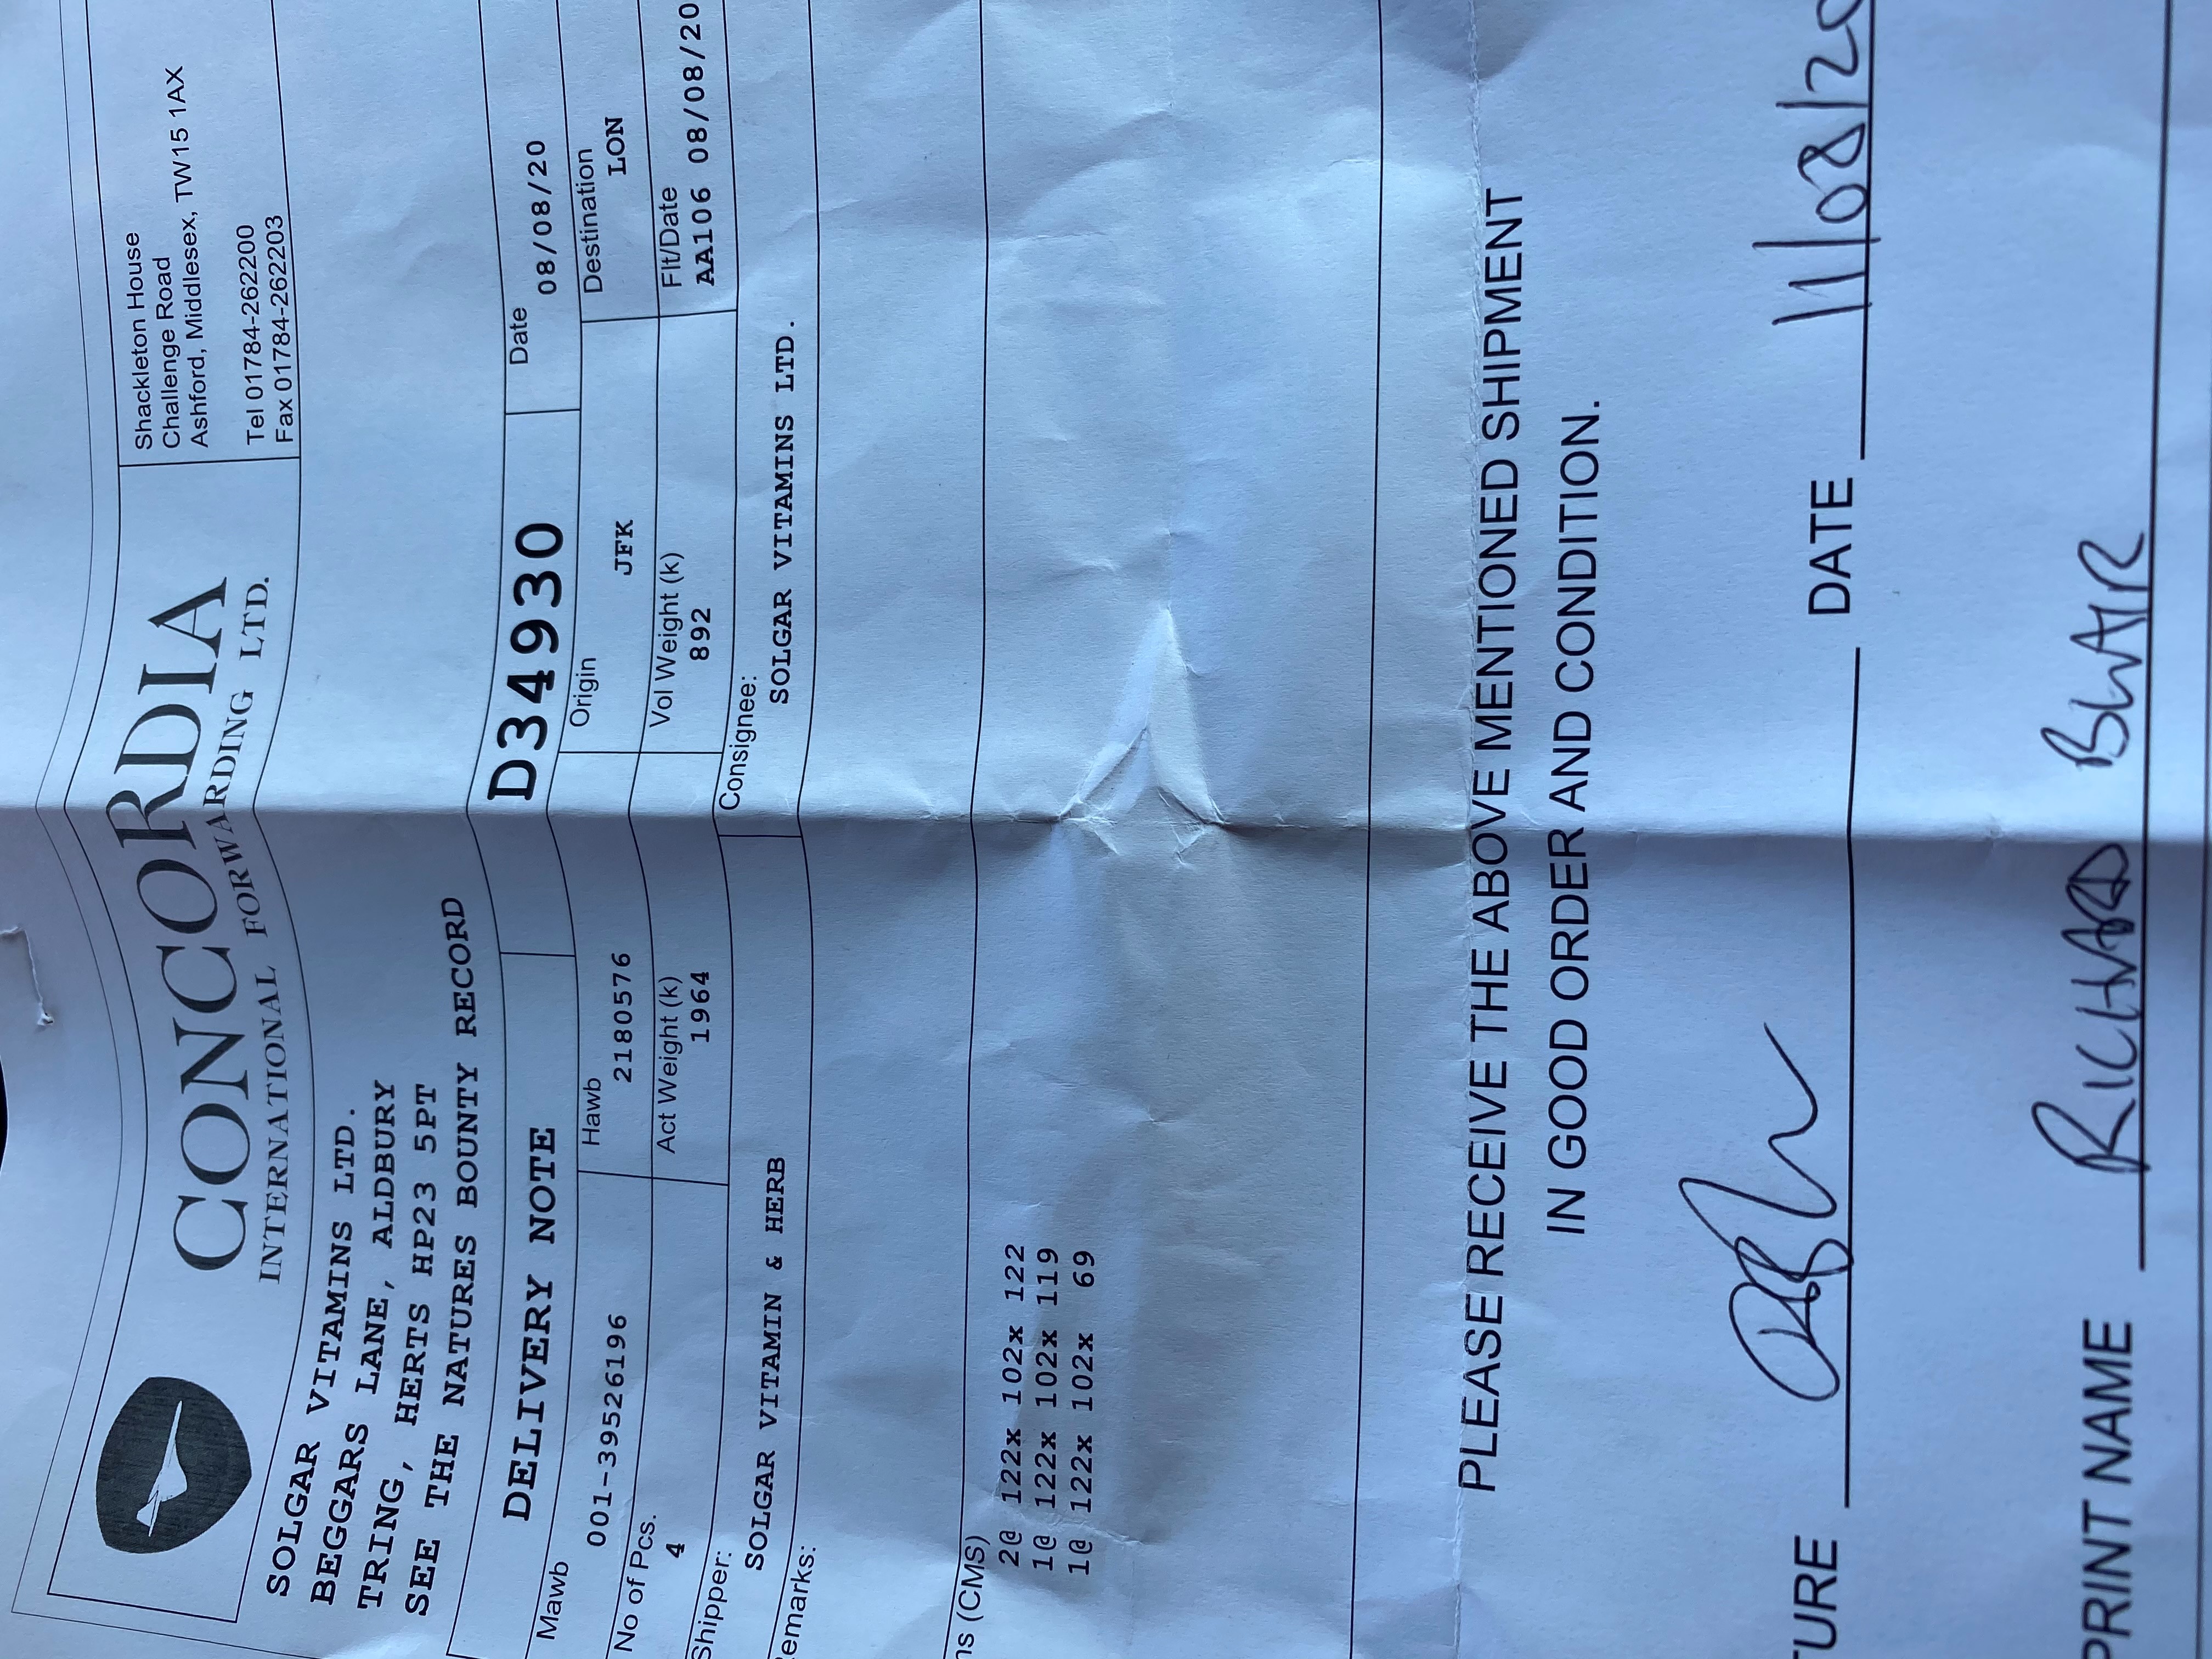 CONCORDIA
INTERNATIONAL FORWARDING LTD.
Shackleton House
Challenge Road
Ashford, Middlesex, TW15 1AX
Tel 01784-262200
Fax 01784-262203
SOLGAR VITAMINS LTD.
BEGGARS LANE, ALDBURY
TRING, HERTS HP23 5PT
SEE THE NATURES BOUNTY RECORD
DELIVERY NOTE D34930 Date 08/08/20
Mawb Hawb Origin Destination
001-39526196 2180576 JFK LON
No of Pcs. Act Weight (k) Vol Weight (k) Flt/Date
4 1964 892 AA106 08/08/20
Shipper: Consignee:
SOLGAR VITAMIN & HERB SOLGAR VITAMINS LTD.
emarks:
ns (CMS)
2@ 122x 102x 122
1@ 122x 102x 119
1@ 122x 102x 69
PLEASE RECEIVE THE ABOVE MENTIONED SHIPMENT
IN GOOD ORDER AND CONDITION.
TURE DATE 11/08/20
PRINT NAME RICHARD BLAIR